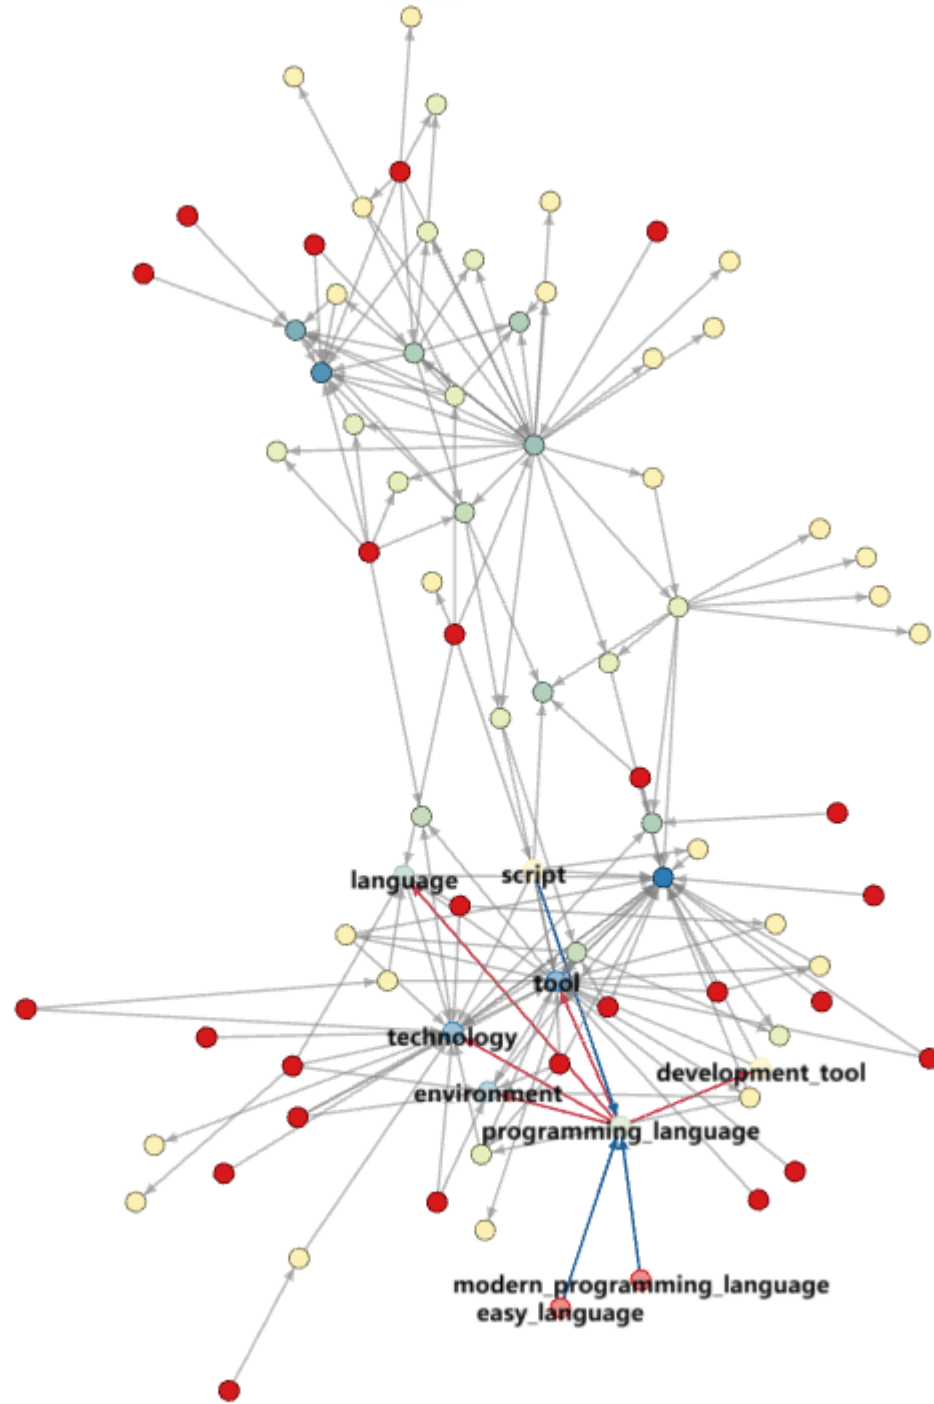 language
script
tool
technology
development_tool
environment
programming_language
modern_programming_language
easy_language